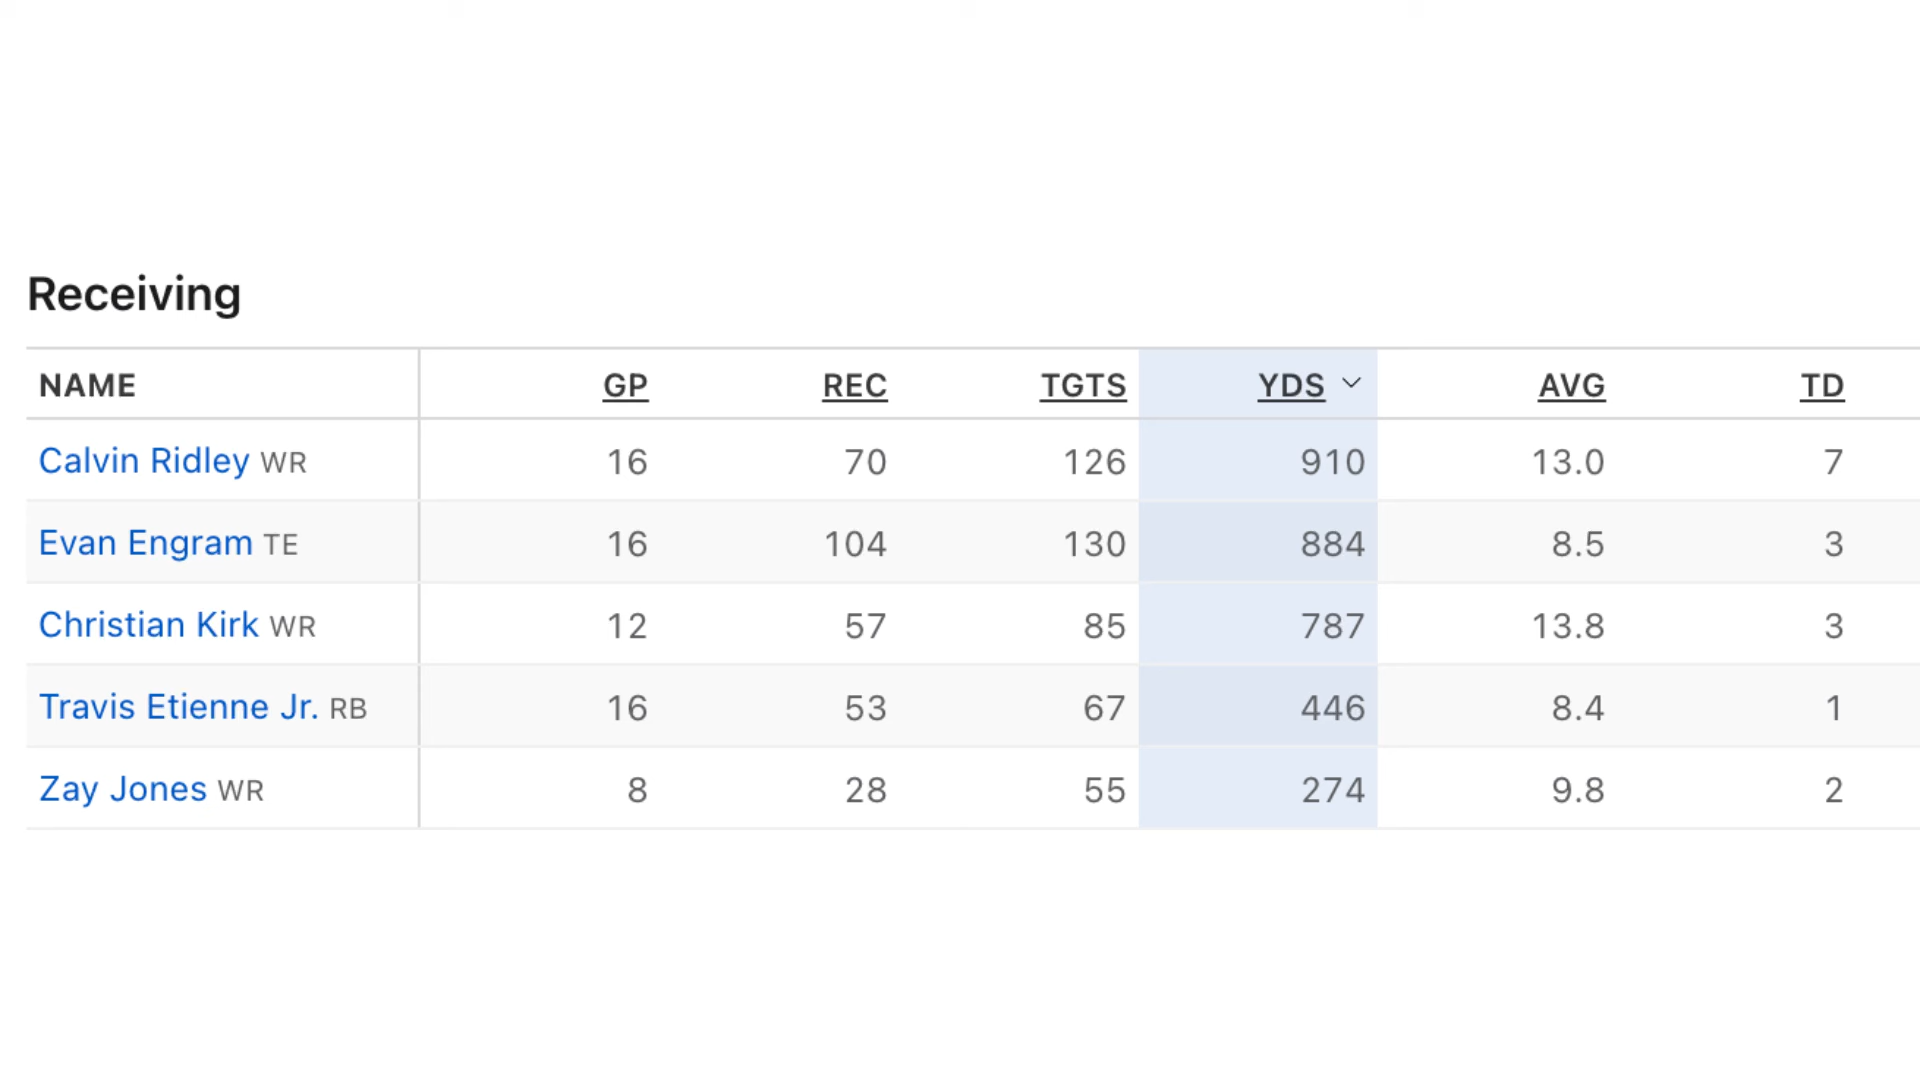 Receiving
NAME GP REC TGTS YDS AVG TD
Calvin Ridley WR 16 70 126 910 13.0 7
Evan Engram TE 16 104 130 884 8.5 3
Christian Kirk WR 12 57 85 787 13.8 3
Travis Etienne Jr. RB 16 53 67 446 8.4 1
Zay Jones WR 8 28 55 274 9.8 2